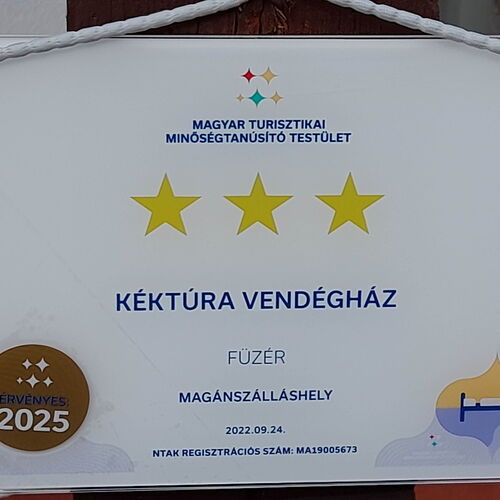 MAGYAR TURISZTIKAI
MINŐSÉGTANÚSÍTÓ TESTÜLET
KÉKTÚRA VENDÉGHÁZ
FÜZÉR
MAGÁNSZÁLLÁSHELY
2022.09.24.
NTAK REGISZTRÁCIÓS SZÁM: MA19005673
ÉRVÉNYES
2025